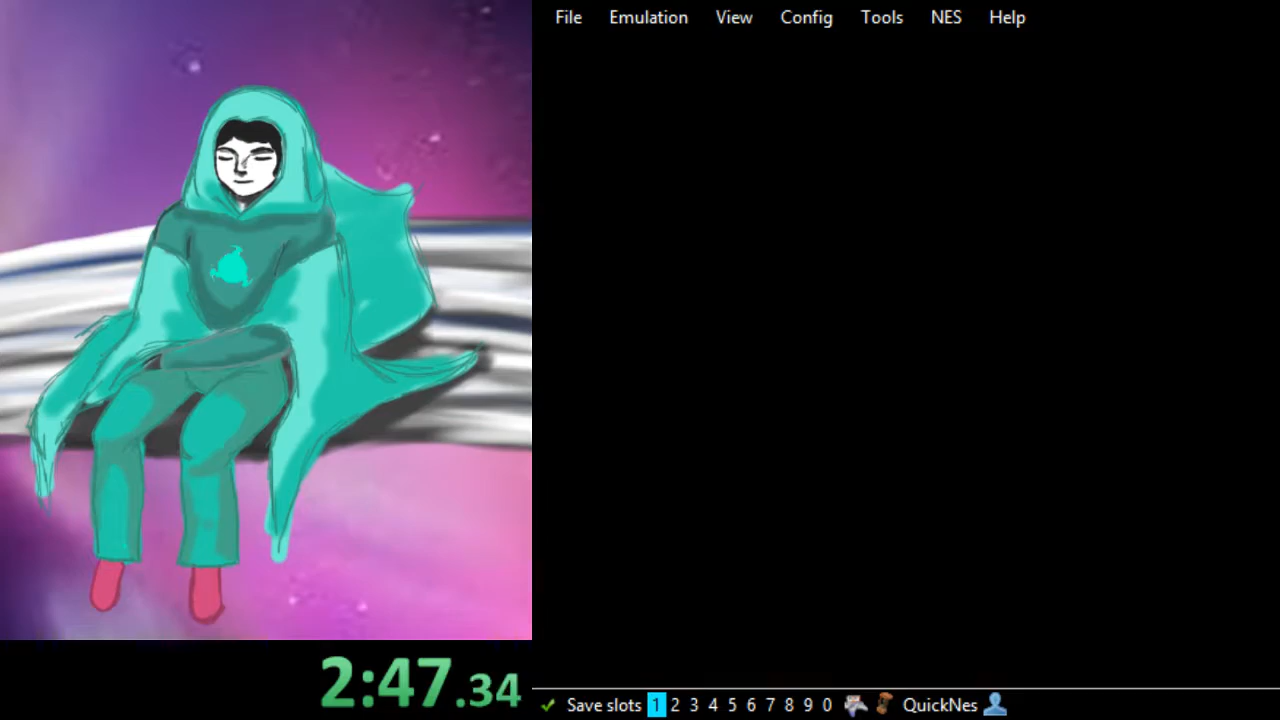 File Emulation View Config Tools NES Help
2:47.34
Save slots 1 2 3 4 5 6 7 8 9 0 QuickNes